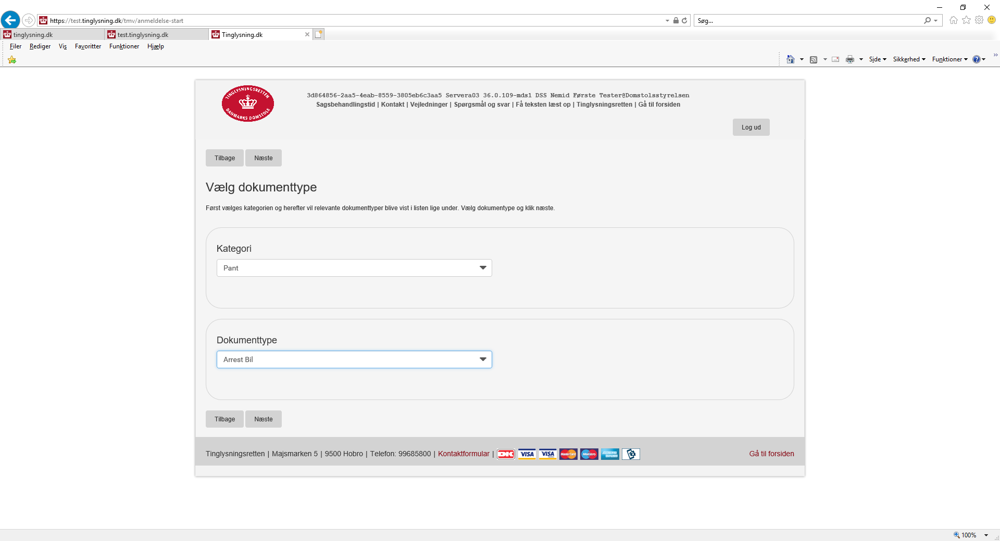 https://test.tinglysning.dk/tmv/anmeldelse-start
Søg...
tinglysning.dk
test.tinglysning.dk
Tinglysning.dk
Filer Rediger Vis Favoritter Funktioner Hjælp
Side Sikkerhed Funktioner
TINGLYSNINGSRETTEN
DANMARKS DOMSTOLE
3d864856-2aa5-4eab-8559-3805eb6c3aa5 Servera03 36.0.109-mds1 DSS Nemid Første Tester@Domstolsstyrelsen
Sagsbehandlingstid | Kontakt | Vejledninger | Spørgsmål og svar | Få teksten læst op | Tinglysningsretten | Gå til forsiden
Log ud
Tilbage Næste
Vælg dokumenttype
Først vælges kategorien og herefter vil relevante dokumenttyper blive vist i listen lige under. Vælg dokumentype og klik næste.
Kategori
Pant
Dokumenttype
Arrest Bil
Tilbage Næste
Tinglysningsretten | Majsmarken 5 | 9500 Hobro | Telefon: 99685800 | Kontaktformular | DK VISA VISA MasterCard Maestro Gå til forsiden
100%